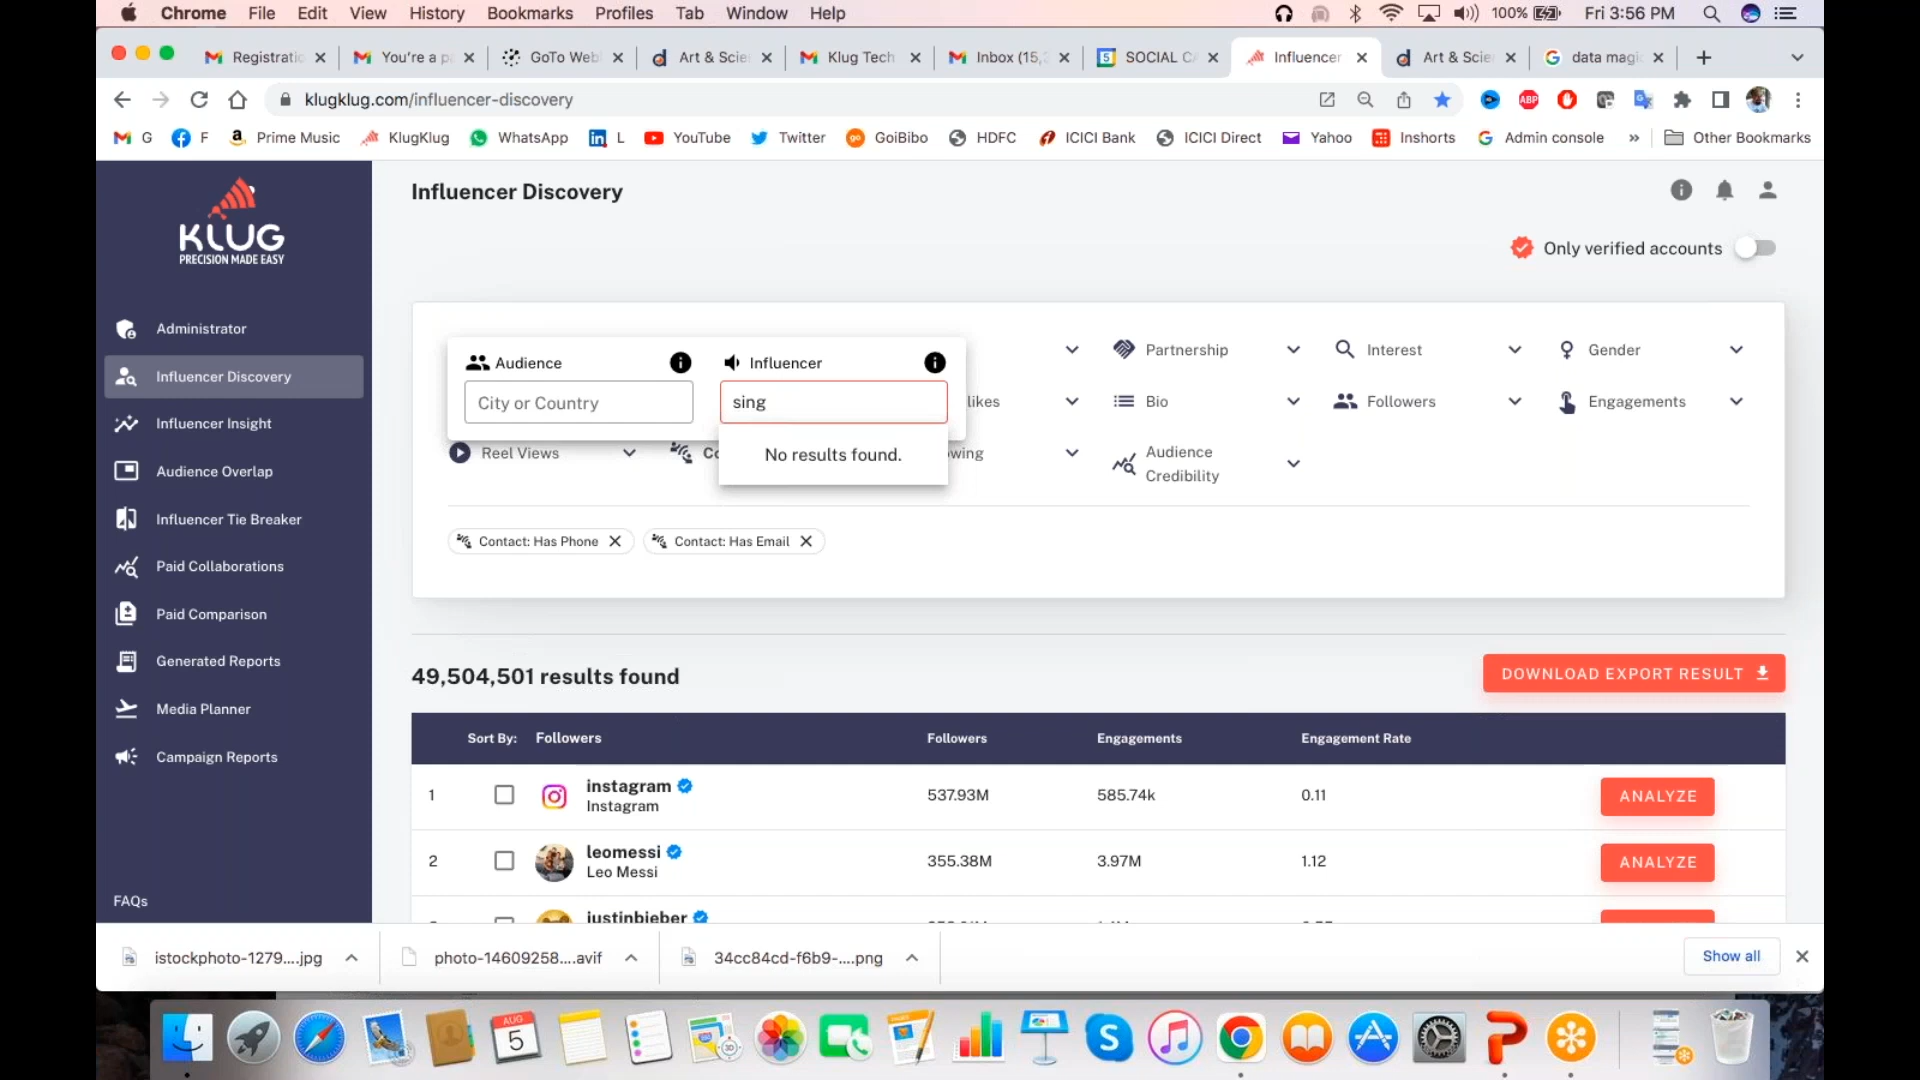 Chrome File Edit View History Bookmarks Profiles Tab Window Help 100% Fri 3:56 PM
Registratio You're a pa GoTo Web Art & Scie Klug Tech Inbox (15, SOCIAL CA Influencer Art & Scie data magi
klugklug.com/influencer-discovery ABP
G F Prime Music KlugKlug WhatsApp L YouTube Twitter GoiBibo HDFC ICICI Bank ICICI Direct Yahoo Inshorts Admin console » Other Bookmarks
KLUG
PRECISION MADE EASY
Administrator
Influencer Discovery
Influencer Insight
Audience Overlap
Influencer Tie Breaker
Paid Collaborations
Paid Comparison
Generated Reports
Media Planner
Campaign Reports
FAQs
Influencer Discovery
Only verified accounts
Audience Influencer Partnership Interest Gender
City or Country sing likes Bio Followers Engagements
Reel Views Co No results found. wing Audience Credibility
Contact: Has Phone Contact: Has Email
49,504,501 results found DOWNLOAD EXPORT RESULT
Sort By: Followers Followers Engagements Engagement Rate
1 instagram 537.93M 585.74k 0.11 ANALYZE
Instagram
2 leomessi 355.38M 3.97M 1.12 ANALYZE
Leo Messi
justinbieber
istockphoto-1279....jpg photo-14609258....avif 34cc84cd-f6b9-....png Show all
AUG
5